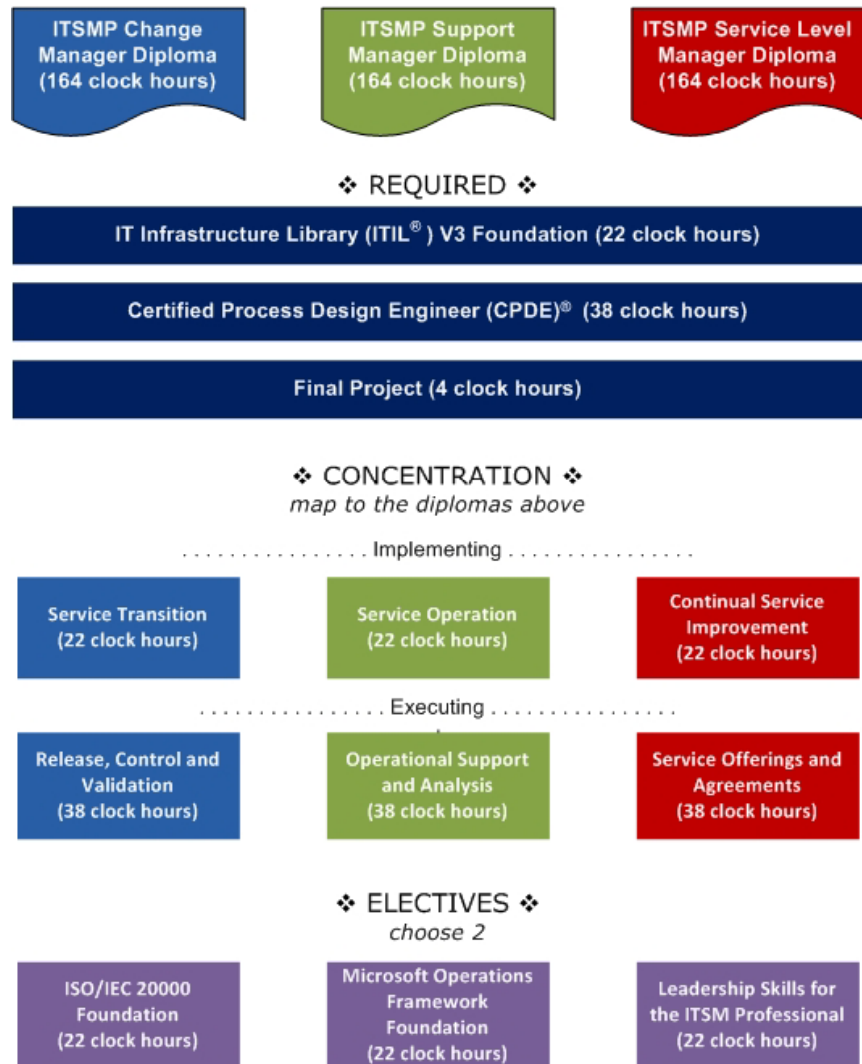 ITSMP Change
Manager Diploma
(164 clock hours)
ITSMP Support
Manager Diploma
(164 clock hours)
ITSMP Service Level
Manager Diploma
(164 clock hours)
❖ REQUIRED ❖
IT Infrastructure Library (ITIL® ) V3 Foundation (22 clock hours)
Certified Process Design Engineer (CPDE)® (38 clock hours)
Final Project (4 clock hours)
❖ CONCENTRATION ❖
map to the diplomas above
. . . . . . . . . . . . . . . . Implementing . . . . . . . . . . . . . . . .
Service Transition
(22 clock hours)
Service Operation
(22 clock hours)
Continual Service
Improvement
(22 clock hours)
. . . . . . . . . . . . . . . . Executing . . . . . . . . . . . . . . . .
Release, Control and
Validation
(38 clock hours)
Operational Support
and Analysis
(38 clock hours)
Service Offerings and
Agreements
(38 clock hours)
❖ ELECTIVES ❖
choose 2
ISO/IEC 20000
Foundation
(22 clock hours)
Microsoft Operations
Framework
Foundation
(22 clock hours)
Leadership Skills for
the ITSM Professional
(22 clock hours)